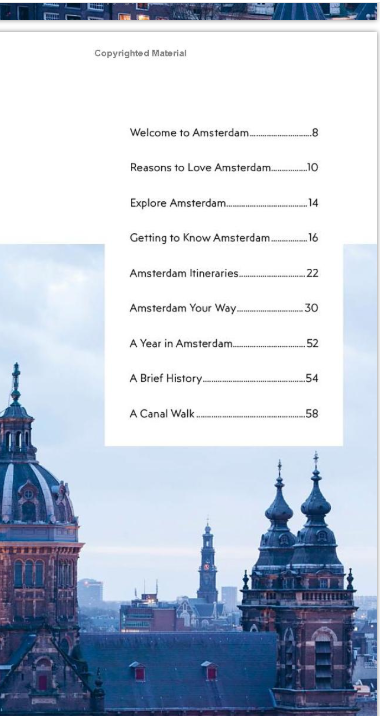 Copyrighted Material
Welcome to Amsterdam..............................8
Reasons to Love Amsterdam.................10
Explore Amsterdam.......................................14
Getting to Know Amsterdam.................16
Amsterdam Itineraries................................22
Amsterdam Your Way..................................30
A Year in Amsterdam...................................52
A Brief History.................................................54
A Canal Walk....................................................58